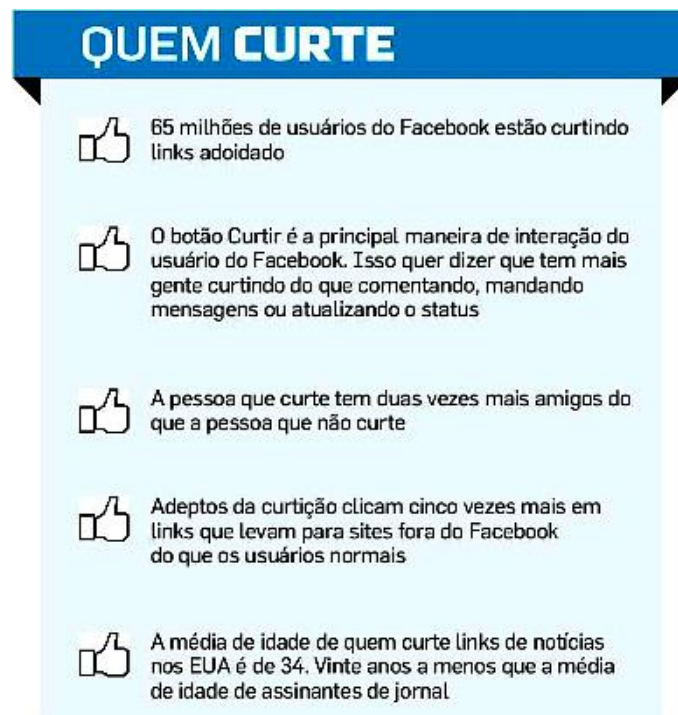 QUEM CURTE
65 milhões de usuários do Facebook estão curtindo
links adoidado
O botão Curtir é a principal maneira de interação do
usuário do Facebook. Isso quer dizer que tem mais
gente curtindo do que comentando, mandando
mensagens ou atualizando o status
A pessoa que curte tem duas vezes mais amigos do
que a pessoa que não curte
Adeptos da curtição clicam cinco vezes mais em
links que levam para sites fora do Facebook
do que os usuários normais
A média de idade de quem curte links de notícias
nos EUA é de 34. Vinte anos a menos que a média
de idade de assinantes de jornal